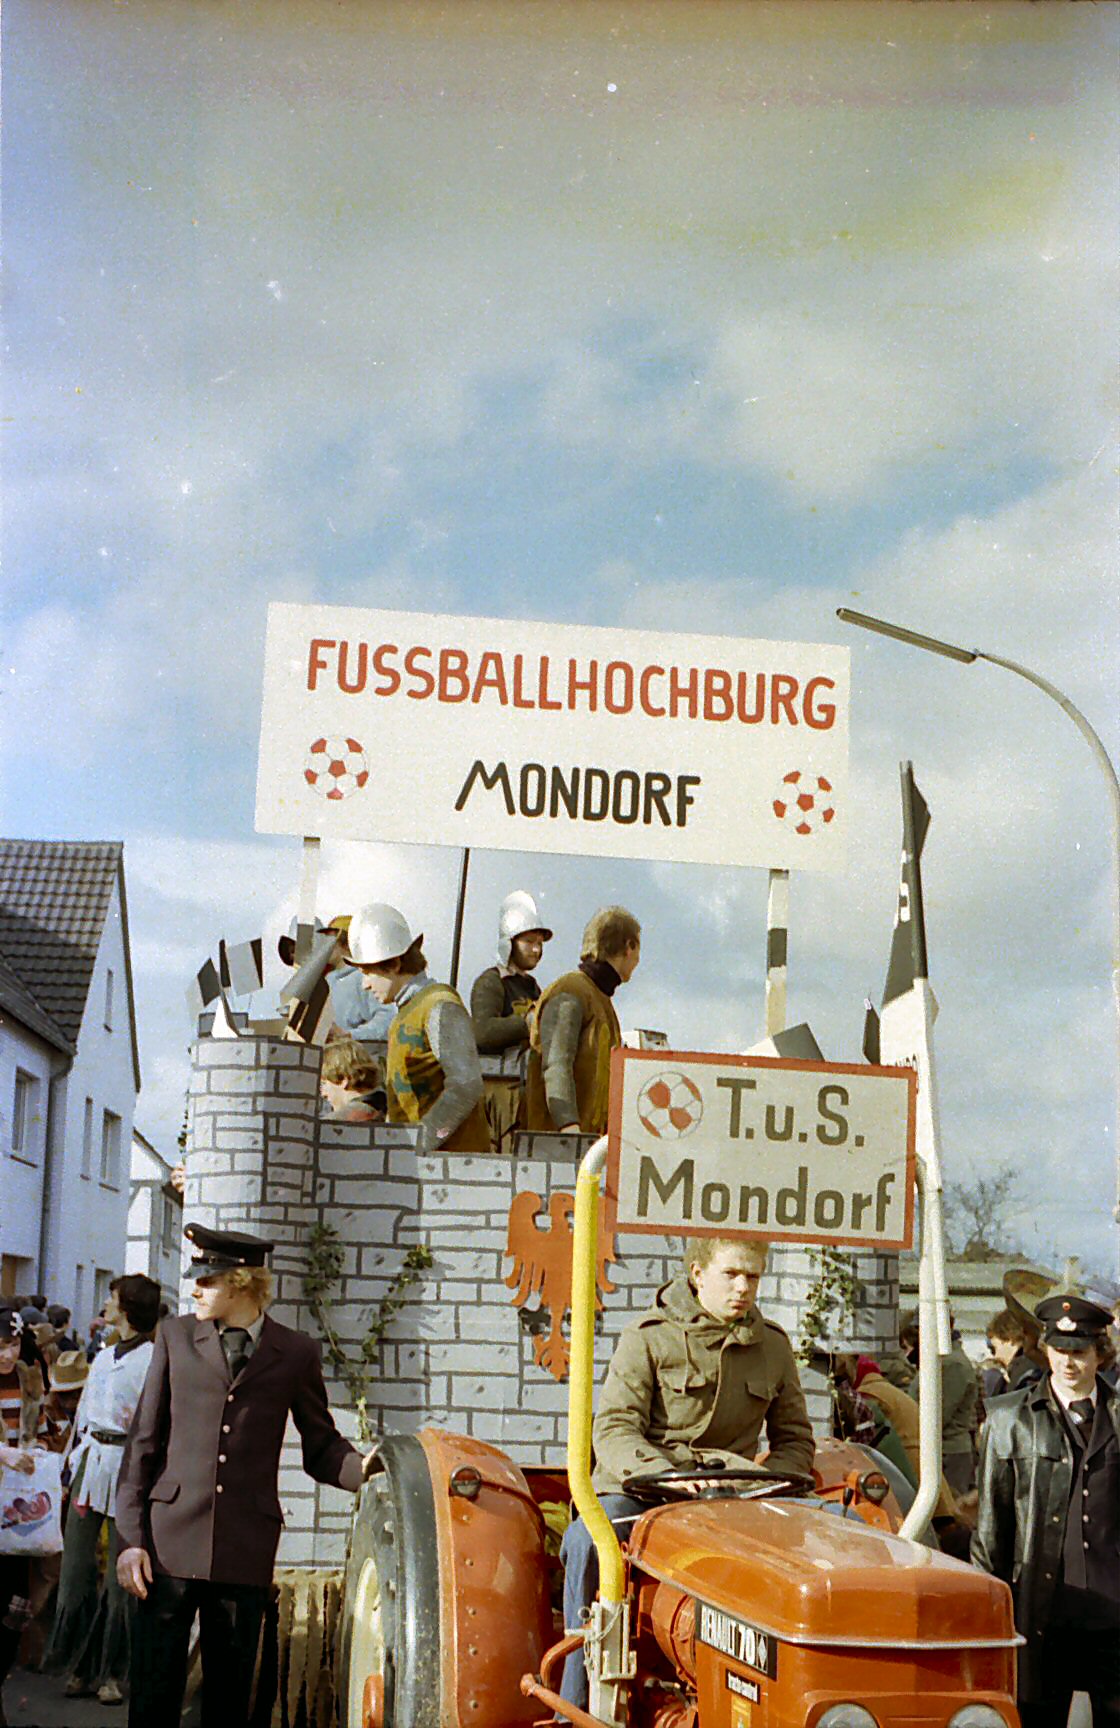 FUSSBALLHOCHBURG
MONDORF
T.u.S.
Mondorf
RENAULT 70